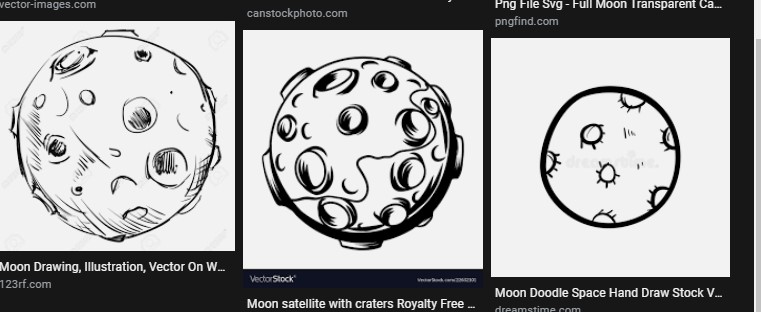 vector-images.com
canstockphoto.com
Png File Svg - Full Moon Transparent Ca...
pngfind.com
dreamstime.
VectorStock®
VectorStock.com/22632101
Moon Drawing, Illustration, Vector On W...
123rf.com
Moon satellite with craters Royalty Free ...
Moon Doodle Space Hand Draw Stock V...
dreamstime.com